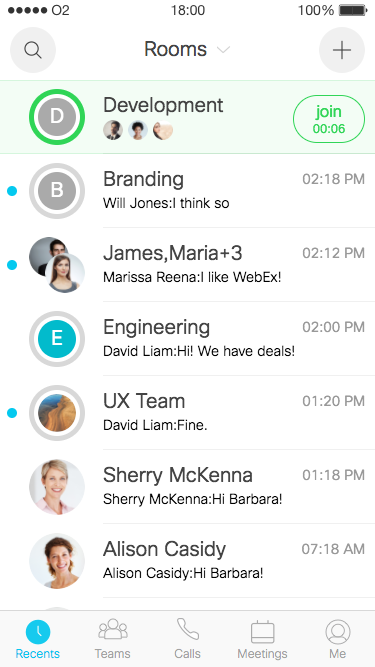 ●●●●● O2 18:00 100%
Rooms
D
Development
join
00:06
B
Branding
02:18 PM
Will Jones:I think so
James,Maria+3
02:12 PM
Marissa Reena:I like WebEx!
E
Engineering
02:00 PM
David Liam:Hi! We have deals!
UX Team
01:20 PM
David Liam:Fine.
Sherry McKenna
01:18 PM
Sherry McKenna:Hi Barbara!
Alison Casidy
07:18 AM
Alison Casidy:Hi Barbara!
Recents Teams Calls Meetings Me